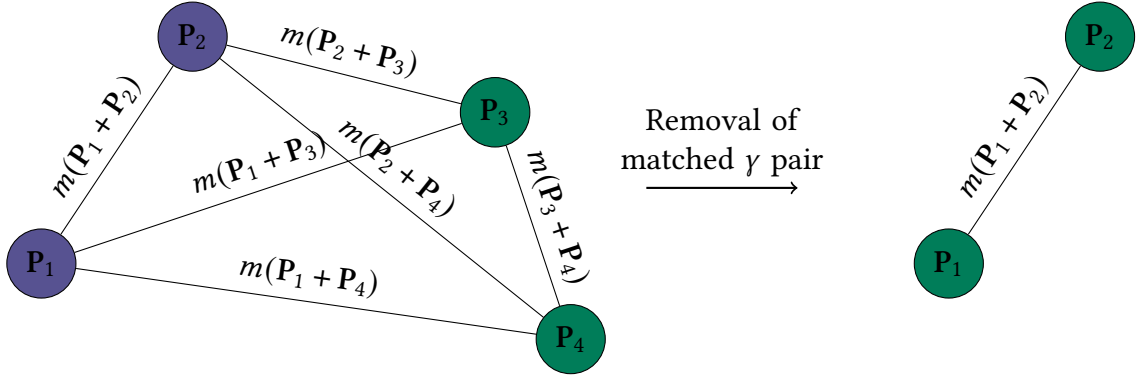 P₂
m(P₂ + P₃)
m(P₁ + P₂)
P₃
m(P₁ + P₃)
m(P₂ + P₄)
m(P₃ + P₄)
P₁
m(P₁ + P₄)
P₄
Removal of
matched γ pair
P₂
m(P₁ + P₂)
P₁